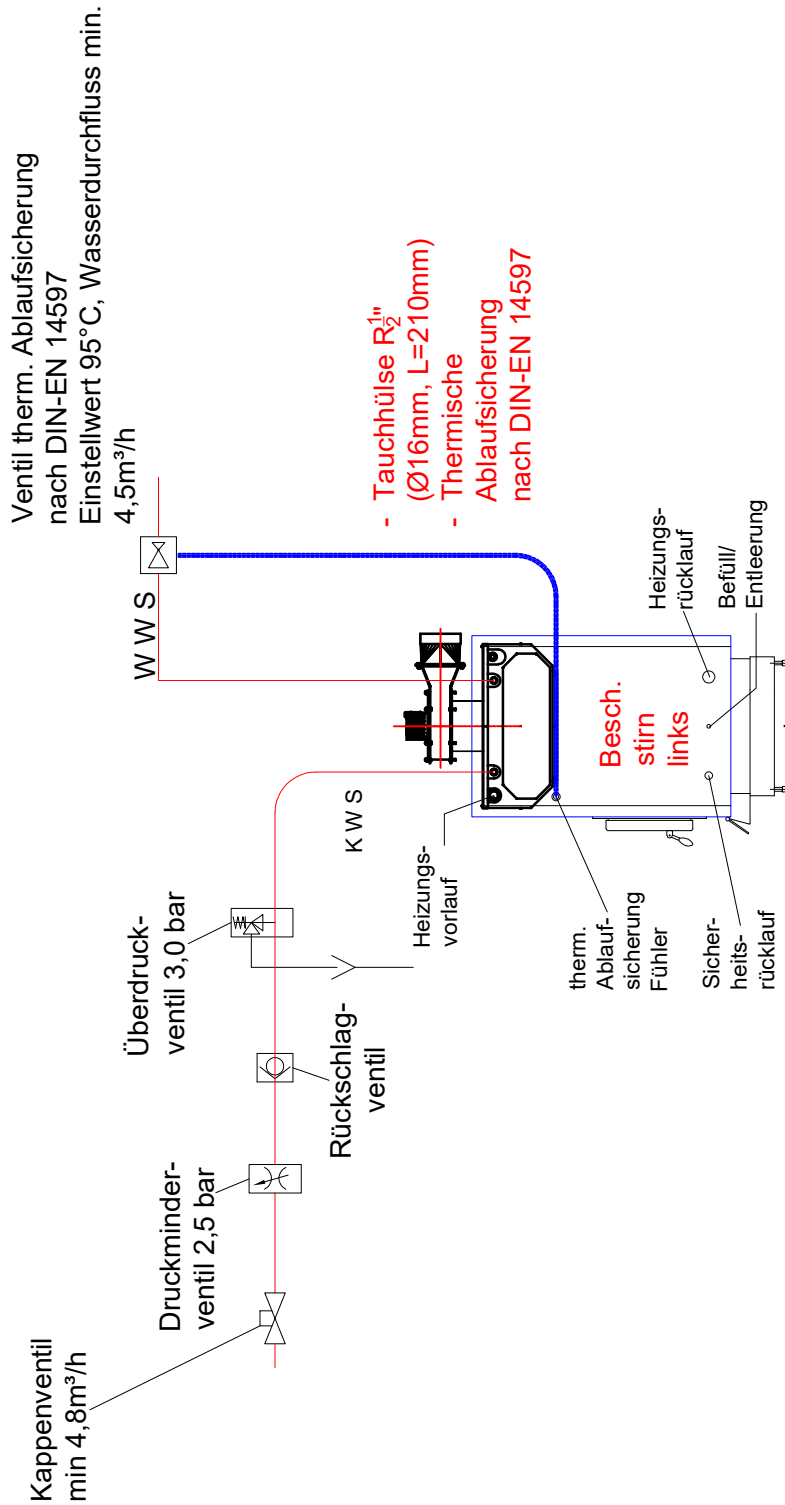 Kappenventil
min 4,8m³/h
Druckminder-
ventil 2,5 bar
Rückschlag-
ventil
Überdruck-
ventil 3,0 bar
K W S
W W S
Ventil therm. Ablaufsicherung
nach DIN-EN 14597
Einstellwert 95°C, Wasserdurchfluss min.
4,5m³/h
- Tauchhülse R½"
(Ø16mm, L=210mm)
- Thermische
Ablaufsicherung
nach DIN-EN 14597
Heizungs-
vorlauf
therm.
Ablauf-
sicherung
Fühler
Sicher-
heits-
rücklauf
Besch.
stirn
links
Heizungs-
rücklauf
Befüll/
Entleerung